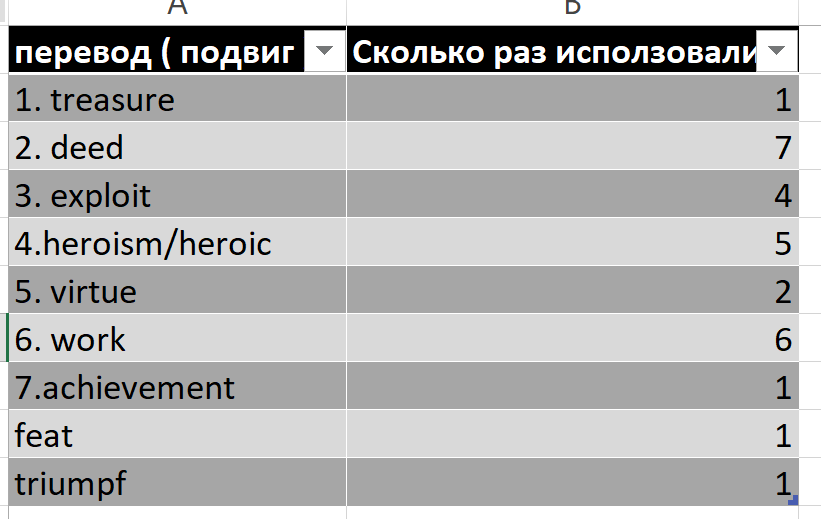 A B
перевод ( подвиг Сколько раз исползовали
1. treasure 1
2. deed 7
3. exploit 4
4.heroism/heroic 5
5. virtue 2
6. work 6
7.achievement 1
feat 1
triumpf 1